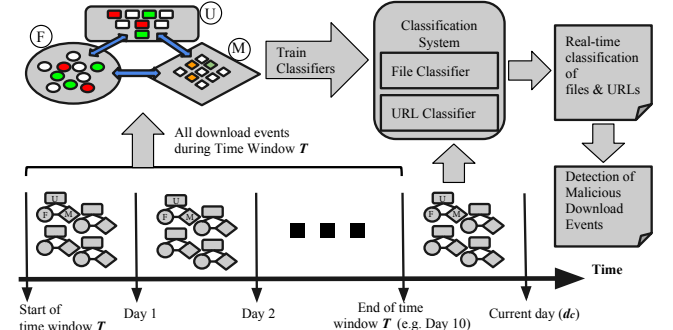 U
F
M
Train
Classifiers
Classification
System
File Classifier
URL Classifier
Real-time
classification
of
files & URLs
All download events
during Time Window T
Detection of
Malicious
Download
Events
U
F M
U
F M
U
F M
Time
Start of
time window T
Day 1
Day 2
End of time
window T (e.g. Day 10)
Current day (dc)